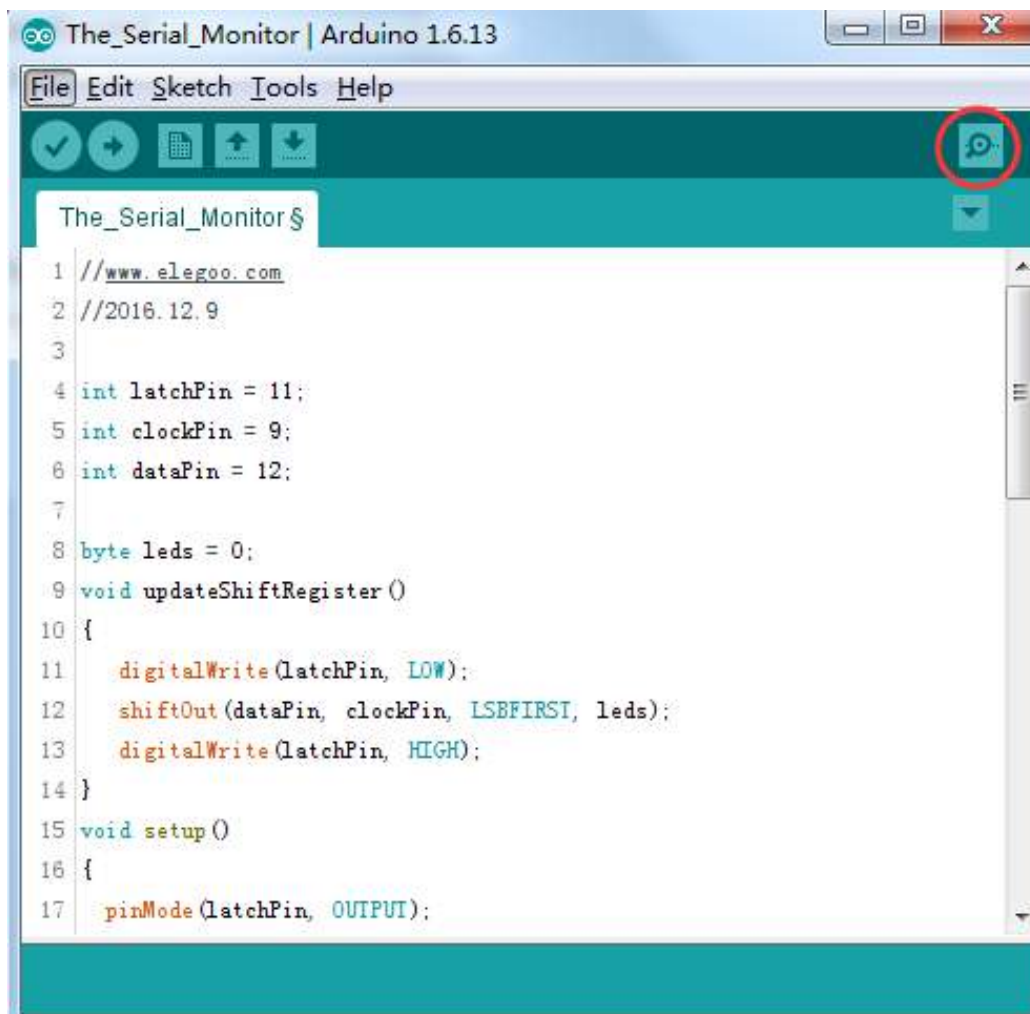 The_Serial_Monitor | Arduino 1.6.13
File Edit Sketch Tools Help
The_Serial_Monitor §
1 //www.elegoo.com
2 //2016.12.9
3
4 int latchPin = 11;
5 int clockPin = 9;
6 int dataPin = 12;
7
8 byte leds = 0;
9 void updateShiftRegister()
10 {
11 digitalWrite(latchPin, LOW);
12 shiftOut(dataPin, clockPin, LSBFIRST, leds);
13 digitalWrite(latchPin, HIGH);
14 }
15 void setup()
16 {
17 pinMode(latchPin, OUTPUT);